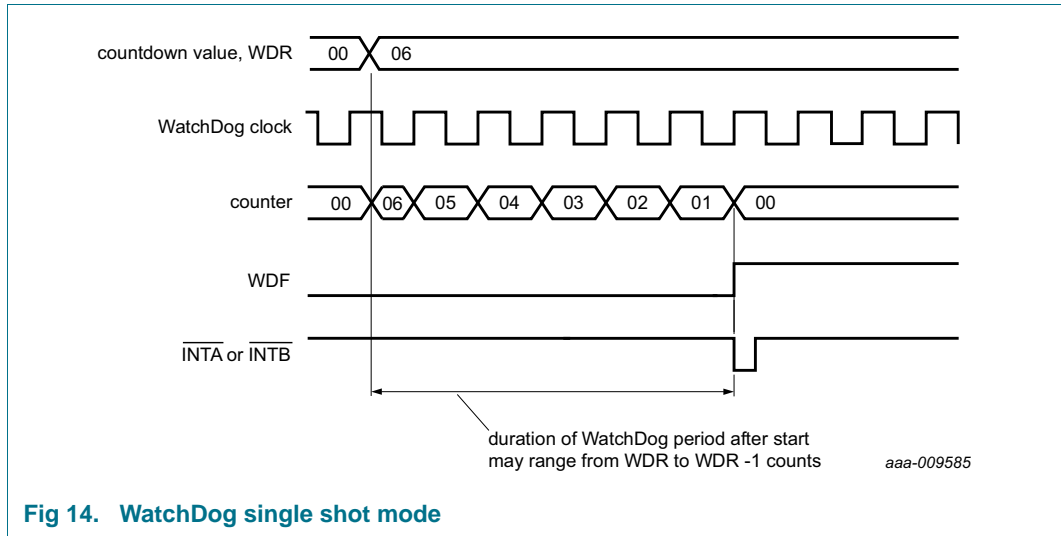 countdown value, WDR 00 06
WatchDog clock
counter 00 06 05 04 03 02 01 00
WDF
INTA or INTB
duration of WatchDog period after start
may range from WDR to WDR -1 counts
aaa-009585
Fig 14. WatchDog single shot mode